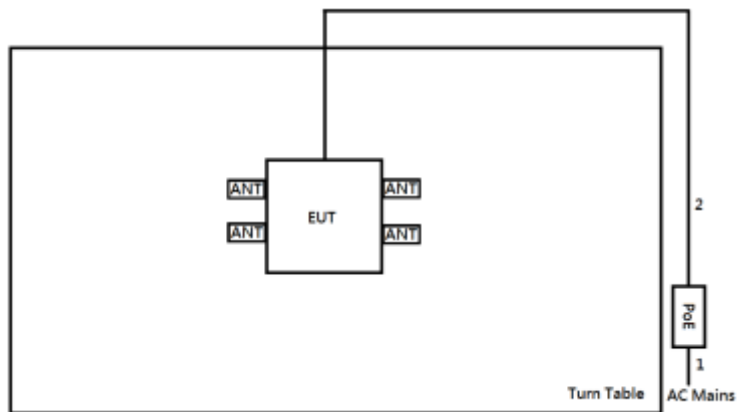 ANT
ANT
EUT
2
ANT
ANT
PoE
1
Turn Table
AC Mains